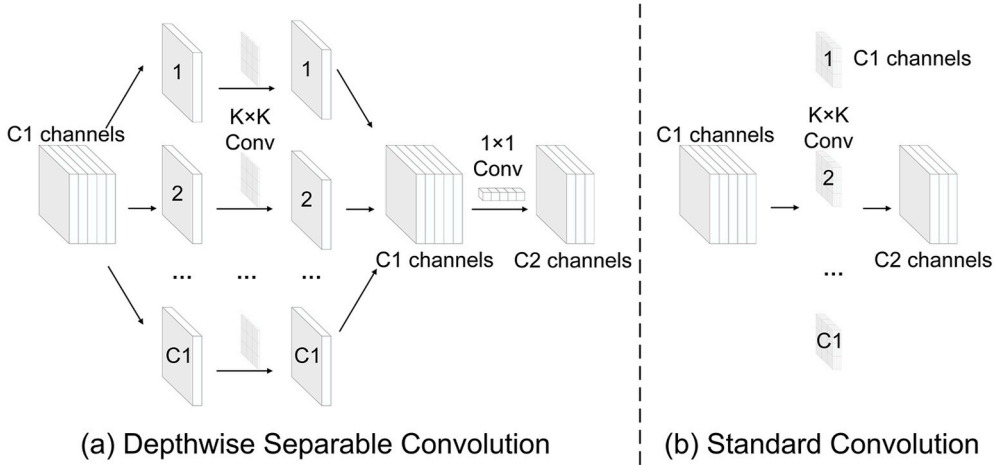 C1 channels
1
1
K×K
Conv
2
2
...
...
...
C1
C1
C1 channels
1×1
Conv
C2 channels
(a) Depthwise Separable Convolution
C1 channels
1
C1 channels
K×K
Conv
2
...
C1
C2 channels
(b) Standard Convolution